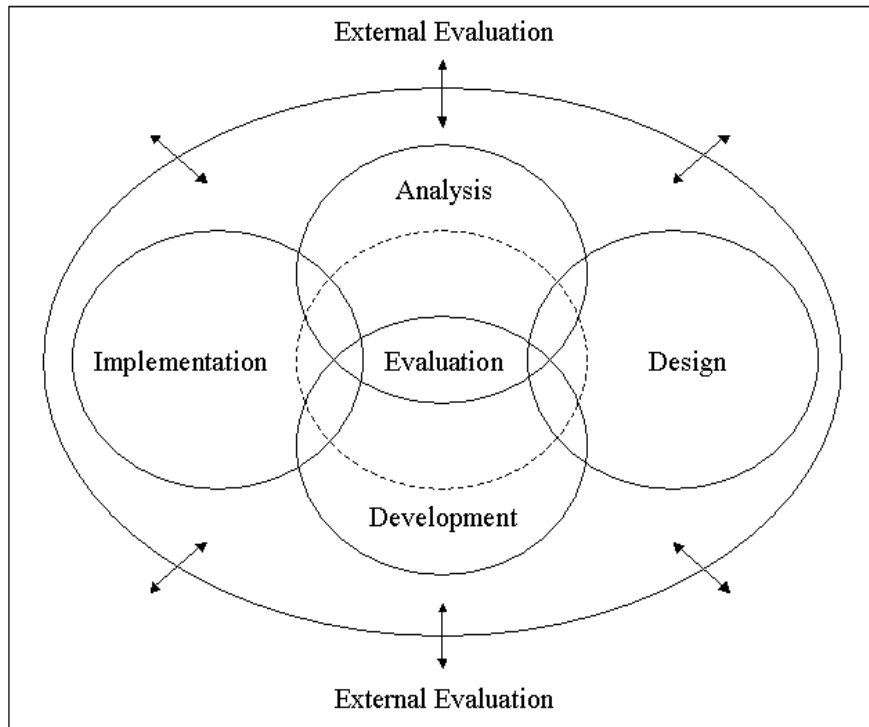 External Evaluation
Analysis
Implementation
Evaluation
Design
Development
External Evaluation